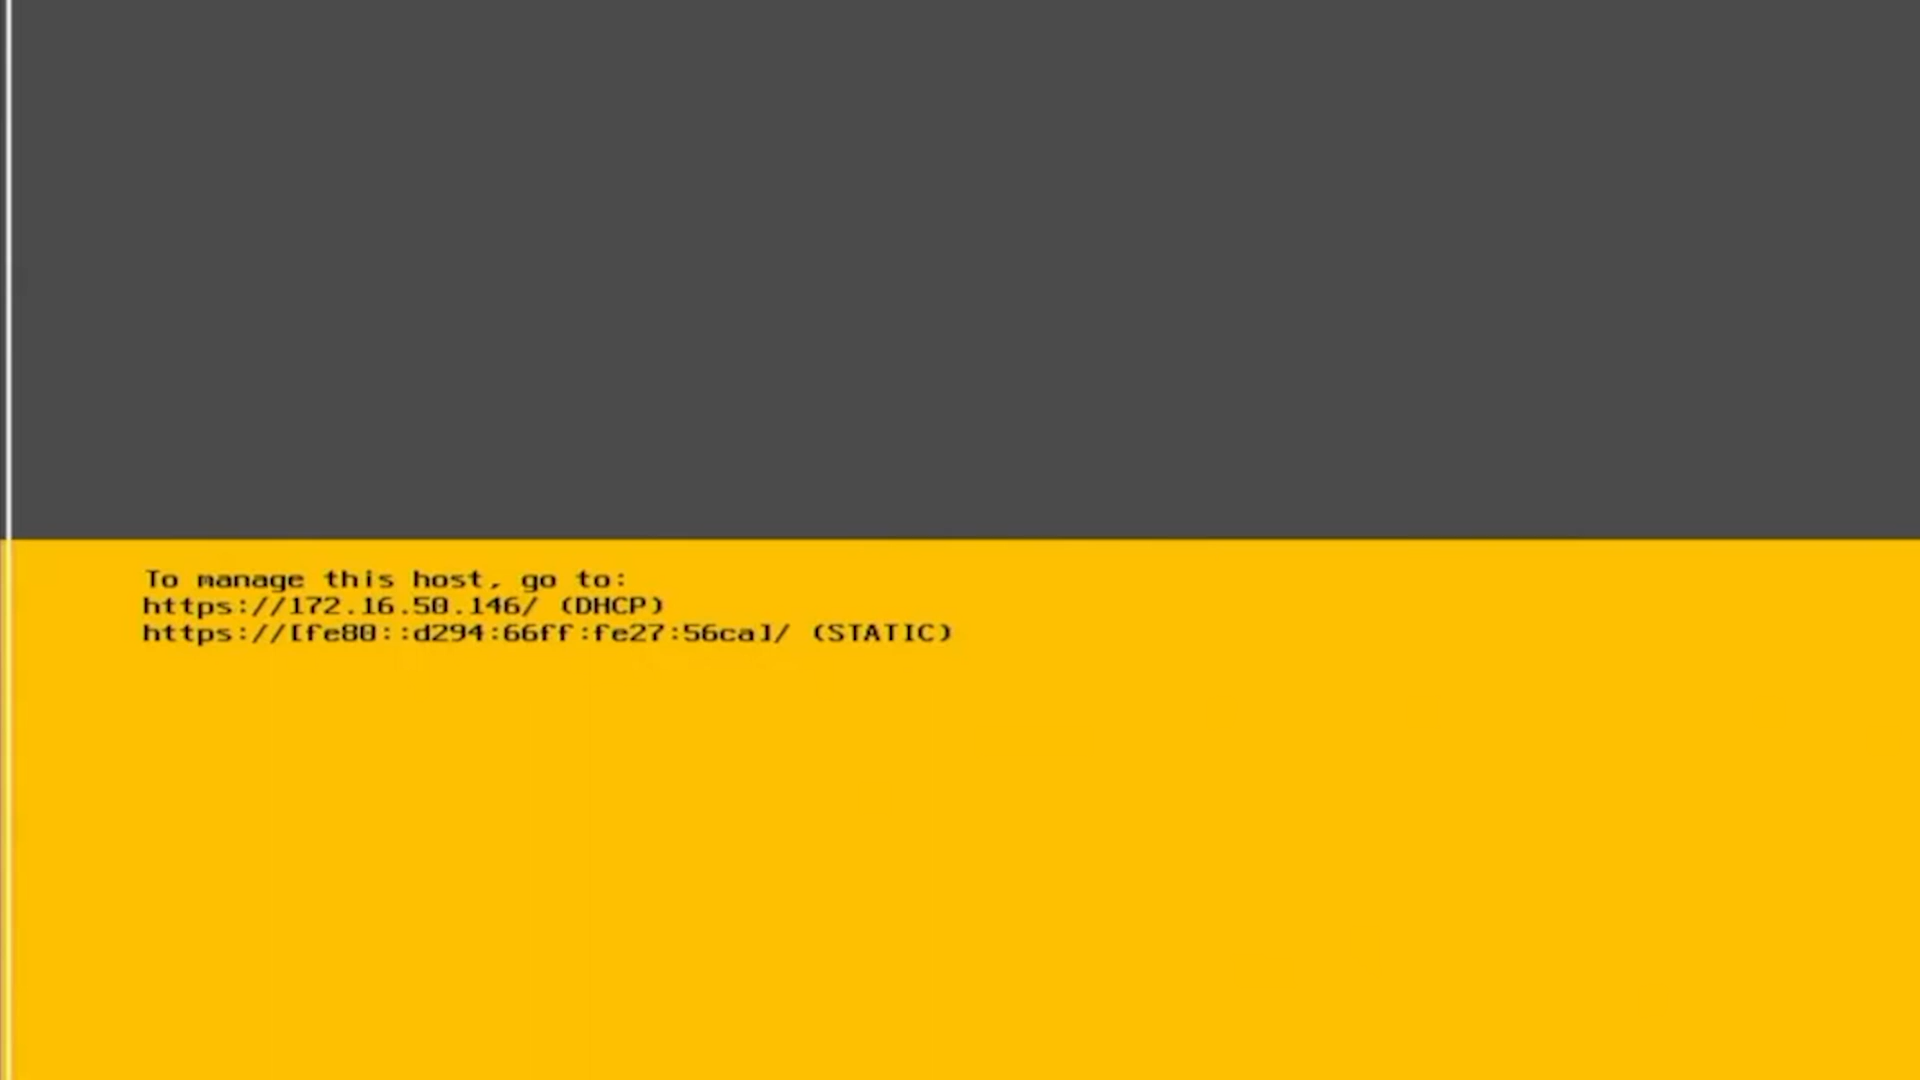 To manage this host, go to:
https://172.16.50.146/ (DHCP)
https://[fe80::d294:66ff:fe27:56ca]/ (STATIC)